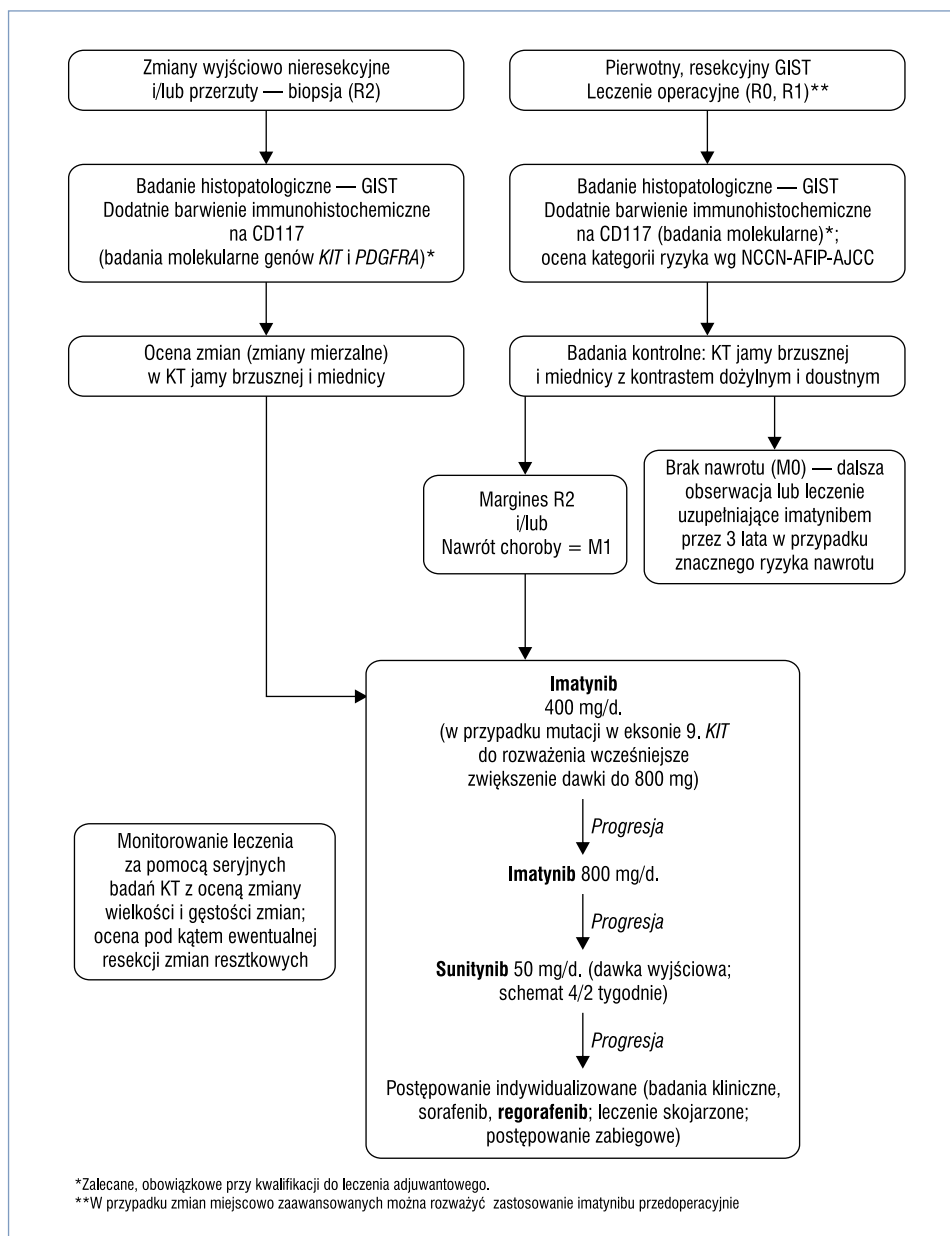 Zmiany wyjściowo nieresekcyjne
i/lub przerzuty — biopsja (R2)
Pierwotny, resekcyjny GIST
Leczenie operacyjne (R0, R1)**
Badanie histopatologiczne — GIST
Dodatnie barwienie immunohistochemiczne
na CD117
(badania molekularne genów KIT i PDGFRA)*
Badanie histopatologiczne — GIST
Dodatnie barwienie immunohistochemiczne
na CD117 (badania molekularne)*;
ocena kategorii ryzyka wg NCCN-AFIP-AJCC
Ocena zmian (zmiany mierzalne)
w KT jamy brzusznej i miednicy
Badania kontrolne: KT jamy brzusznej
i miednicy z kontrastem dożylnym i doustnym
Margines R2
i/lub
Nawrót choroby = M1
Brak nawrotu (M0) — dalsza
obserwacja lub leczenie
uzupełniające imatynibem
przez 3 lata w przypadku
znacznego ryzyka nawrotu
Imatynib
400 mg/d.
(w przypadku mutacji w eksonie 9. KIT
do rozważenia wcześniejsze
zwiększenie dawki do 800 mg)
Progresja
Imatynib 800 mg/d.
Progresja
Sunitynib 50 mg/d. (dawka wyjściowa;
schemat 4/2 tygodnie)
Progresja
Postępowanie indywidualizowane (badania kliniczne,
sorafenib, regorafenib; leczenie skojarzone;
postępowanie zabiegowe)
Monitorowanie leczenia
za pomocą seryjnych
badań KT z oceną zmiany
wielkości i gęstości zmian;
ocena pod kątem ewentualnej
resekcji zmian resztkowych
*Zalecane, obowiązkowe przy kwalifikacji do leczenia adjuwantowego.
**W przypadku zmian miejscowo zaawansowanych można rozważyć zastosowanie imatynibu przedoperacyjnie